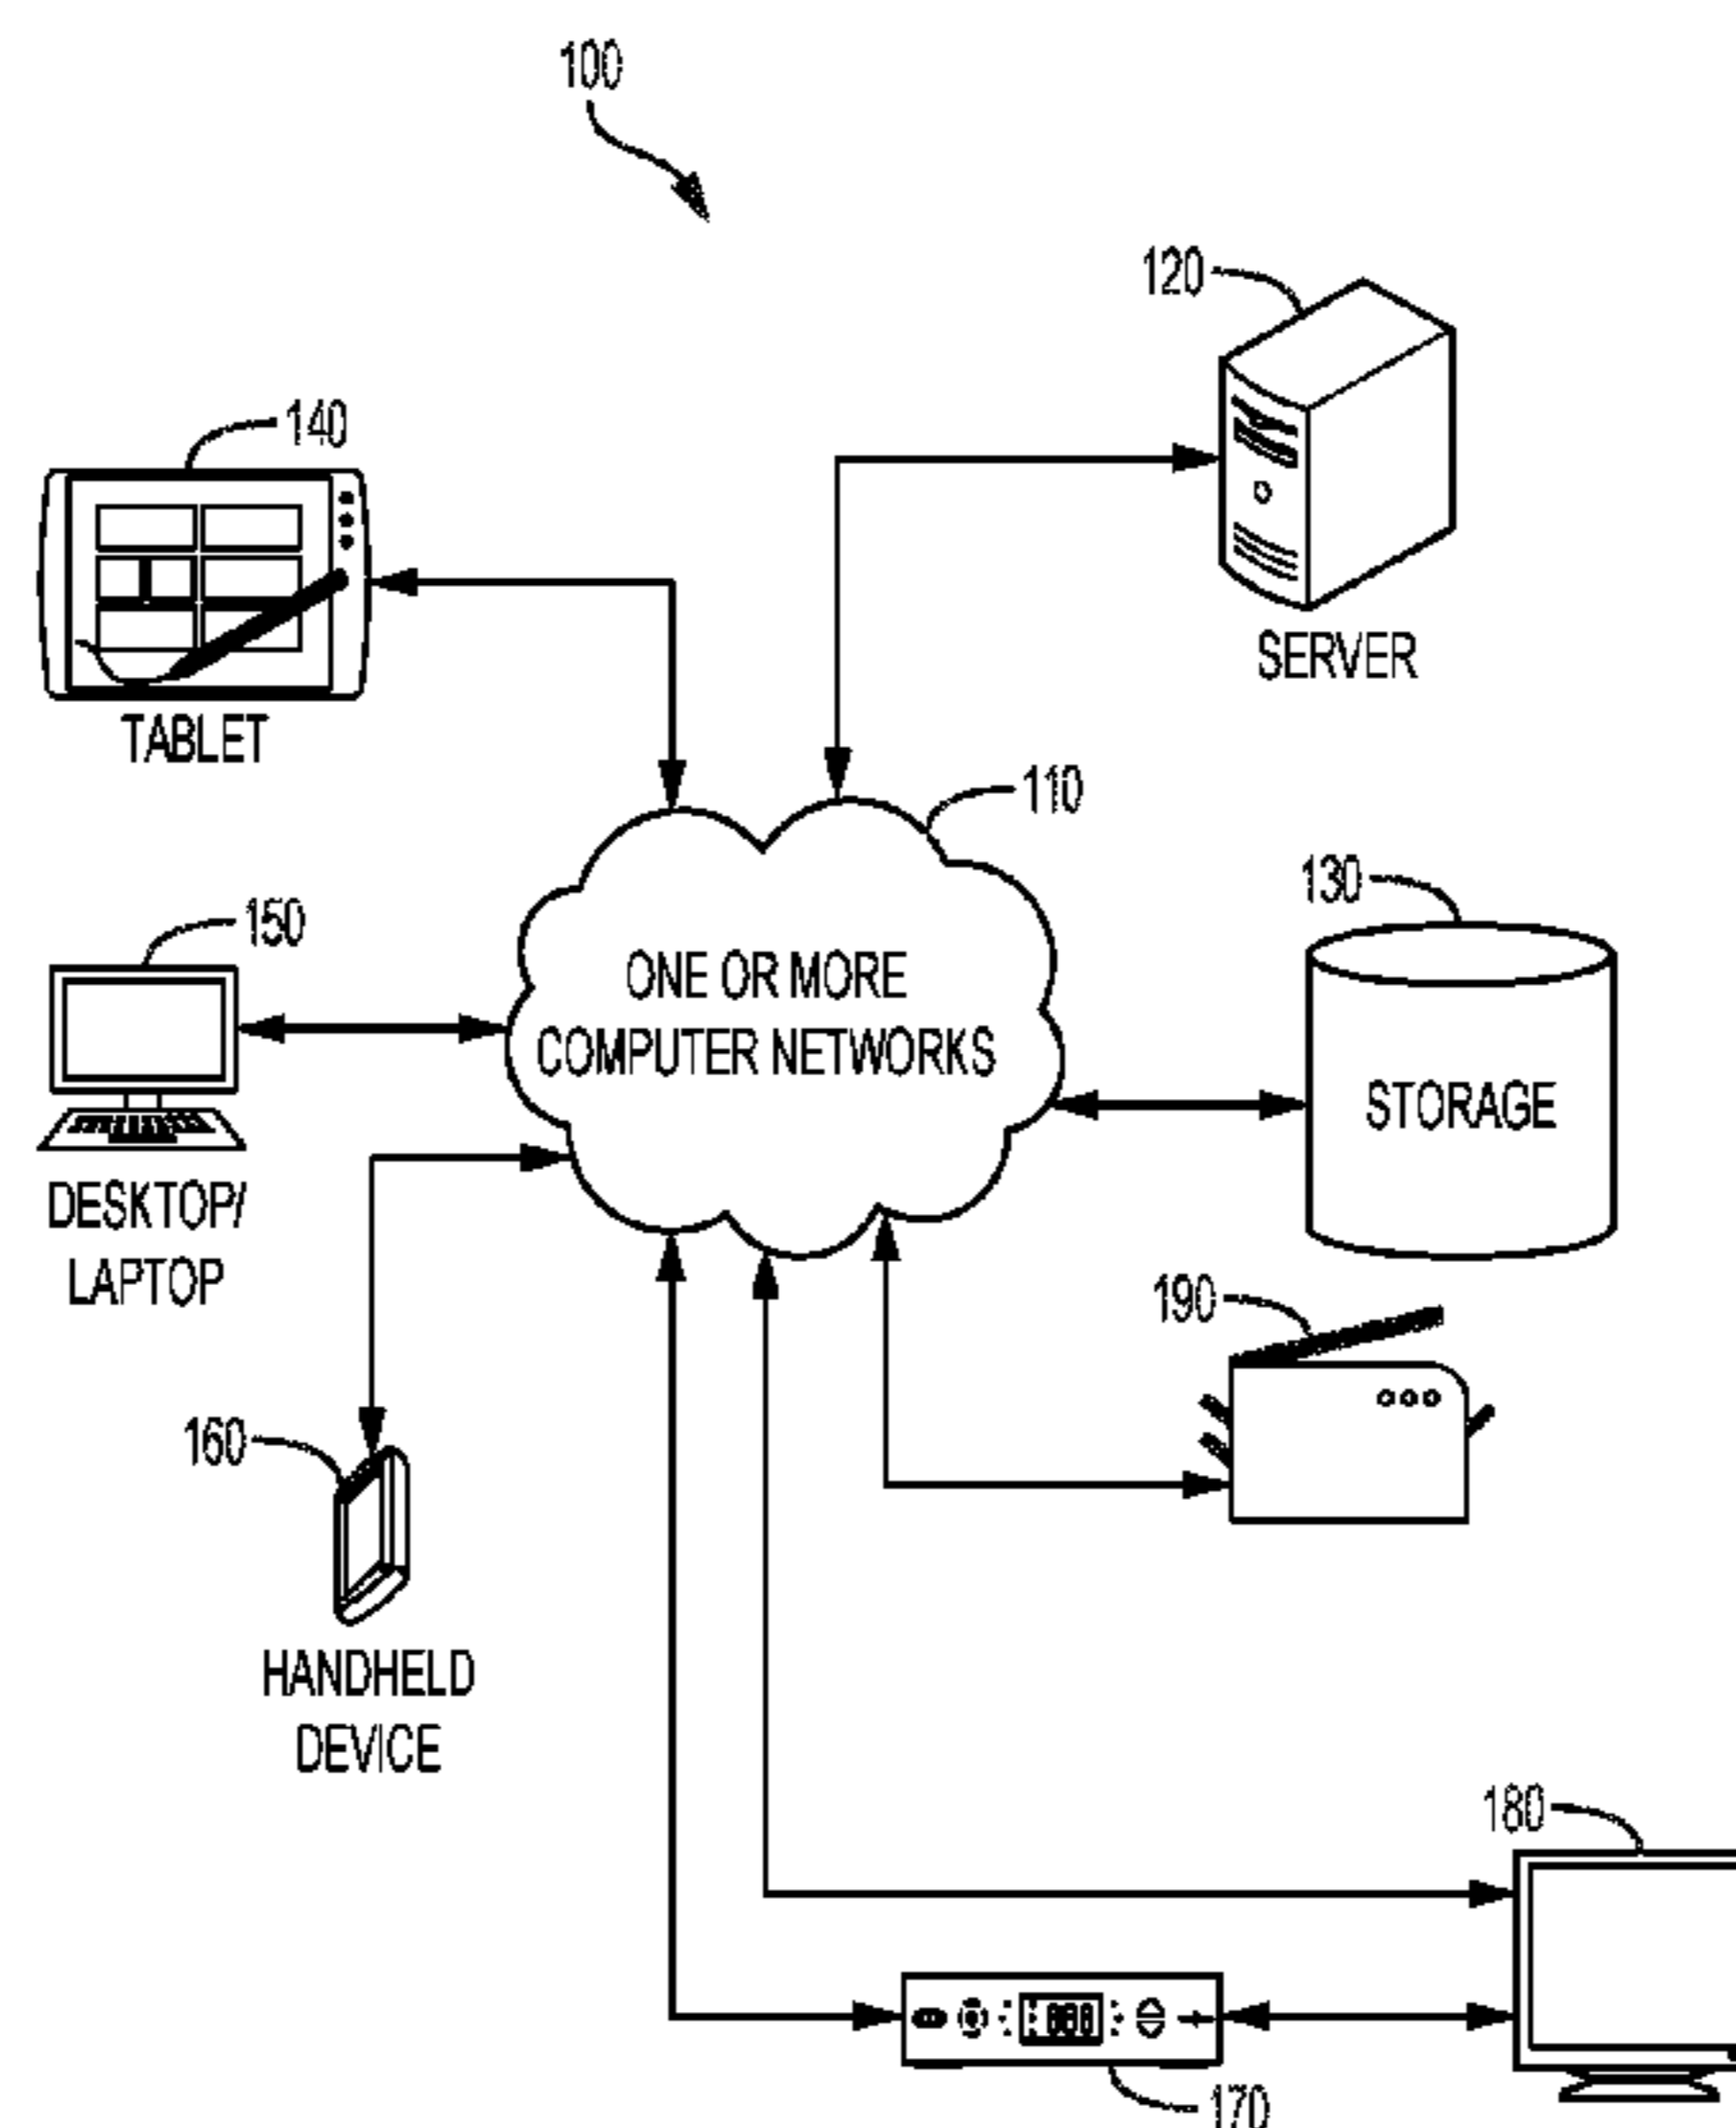 100
120
SERVER
140
TABLET
110
ONE OR MORE
COMPUTER NETWORKS
130
STORAGE
150
DESKTOP/
LAPTOP
190
160
HANDHELD
DEVICE
180
170